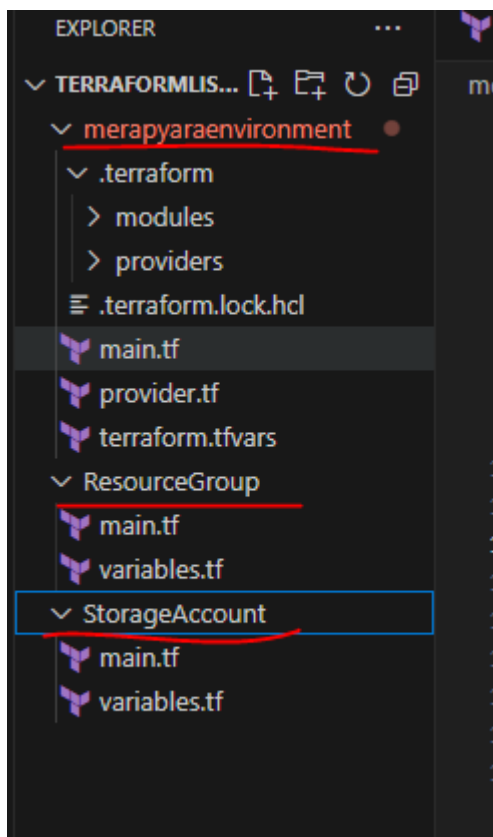 EXPLORER
TERRAFORMLIS...
merapyaraenvironment
.terraform
modules
providers
.terraform.lock.hcl
main.tf
provider.tf
terraform.tfvars
ResourceGroup
main.tf
variables.tf
StorageAccount
main.tf
variables.tf